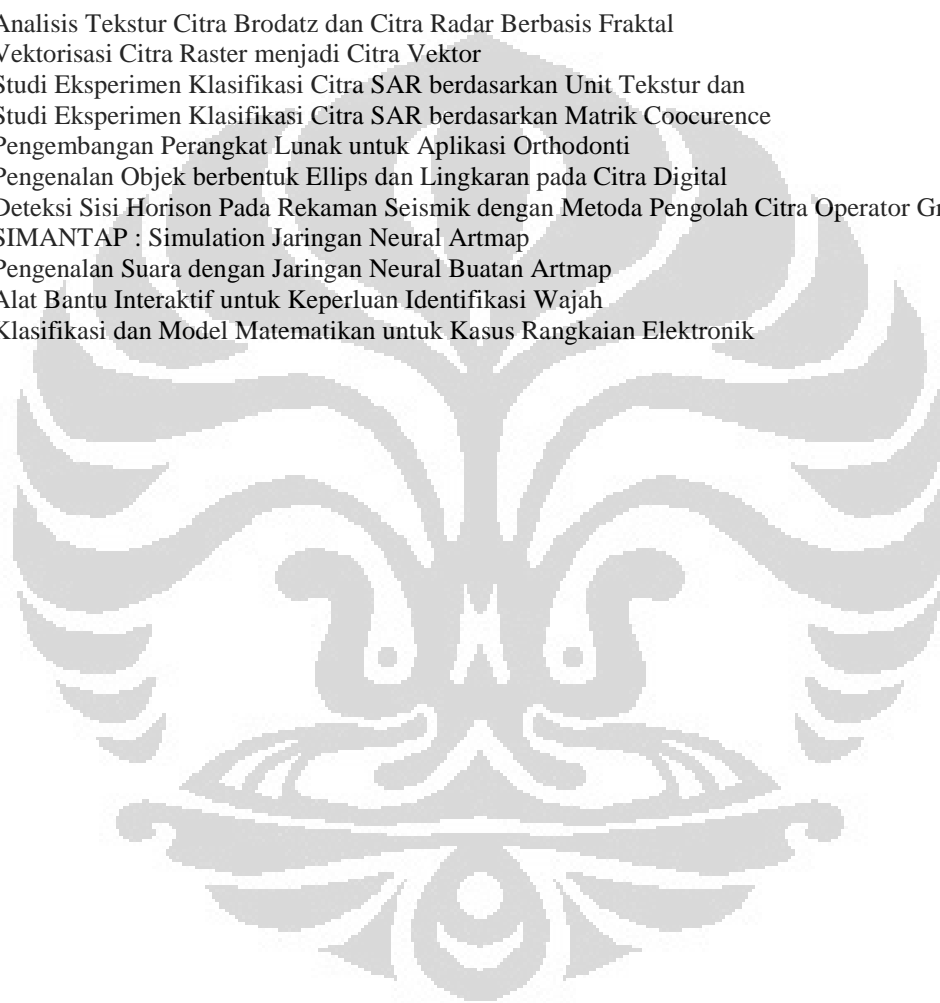 Analisis Tekstur Citra Brodatz dan Citra Radar Berbasis Fraktal
Vektorisasi Citra Raster menjadi Citra Vektor
Studi Eksperimen Klasifikasi Citra SAR berdasarkan Unit Tekstur dan
Studi Eksperimen Klasifikasi Citra SAR berdasarkan Matrik Coocurence
Pengembangan Perangkat Lunak untuk Aplikasi Orthodonti
Pengenalan Objek berbentuk Ellips dan Lingkaran pada Citra Digital
Deteksi Sisi Horison Pada Rekaman Seismik dengan Metoda Pengolah Citra Operator
SIMANTAP : Simulation Jaringan Neural Artmap
Pengenalan Suara dengan Jaringan Neural Buatan Artmap
Alat Bantu Interaktif untuk Keperluan Identifikasi Wajah
Klasifikasi dan Model Matematikan untuk Kasus Rangkaian Elektronik